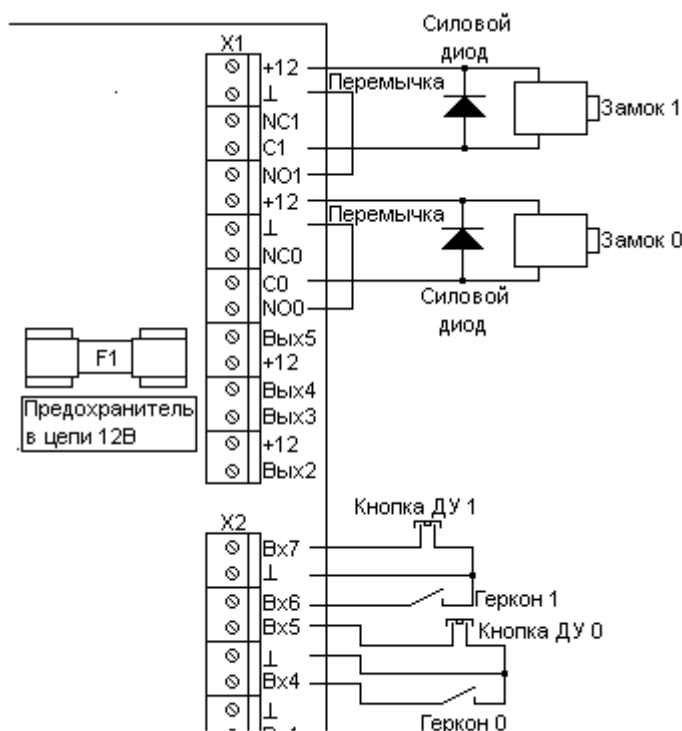 Силовой
диод
X1
+12
Перемычка
⊥
Замок 1
NC1
C1
NO1
+12
Перемычка
⊥
Замок 0
NC0
C0
Силовой
диод
NO0
Вых5
F1
+12
Вых4
Предохранитель
в цепи 12В
Вых3
+12
Вых2
Кнопка ДУ 1
X2
Вх7
⊥
Вх6
Геркон 1
Вх5
Кнопка ДУ 0
⊥
Вх4
⊥
Геркон 0